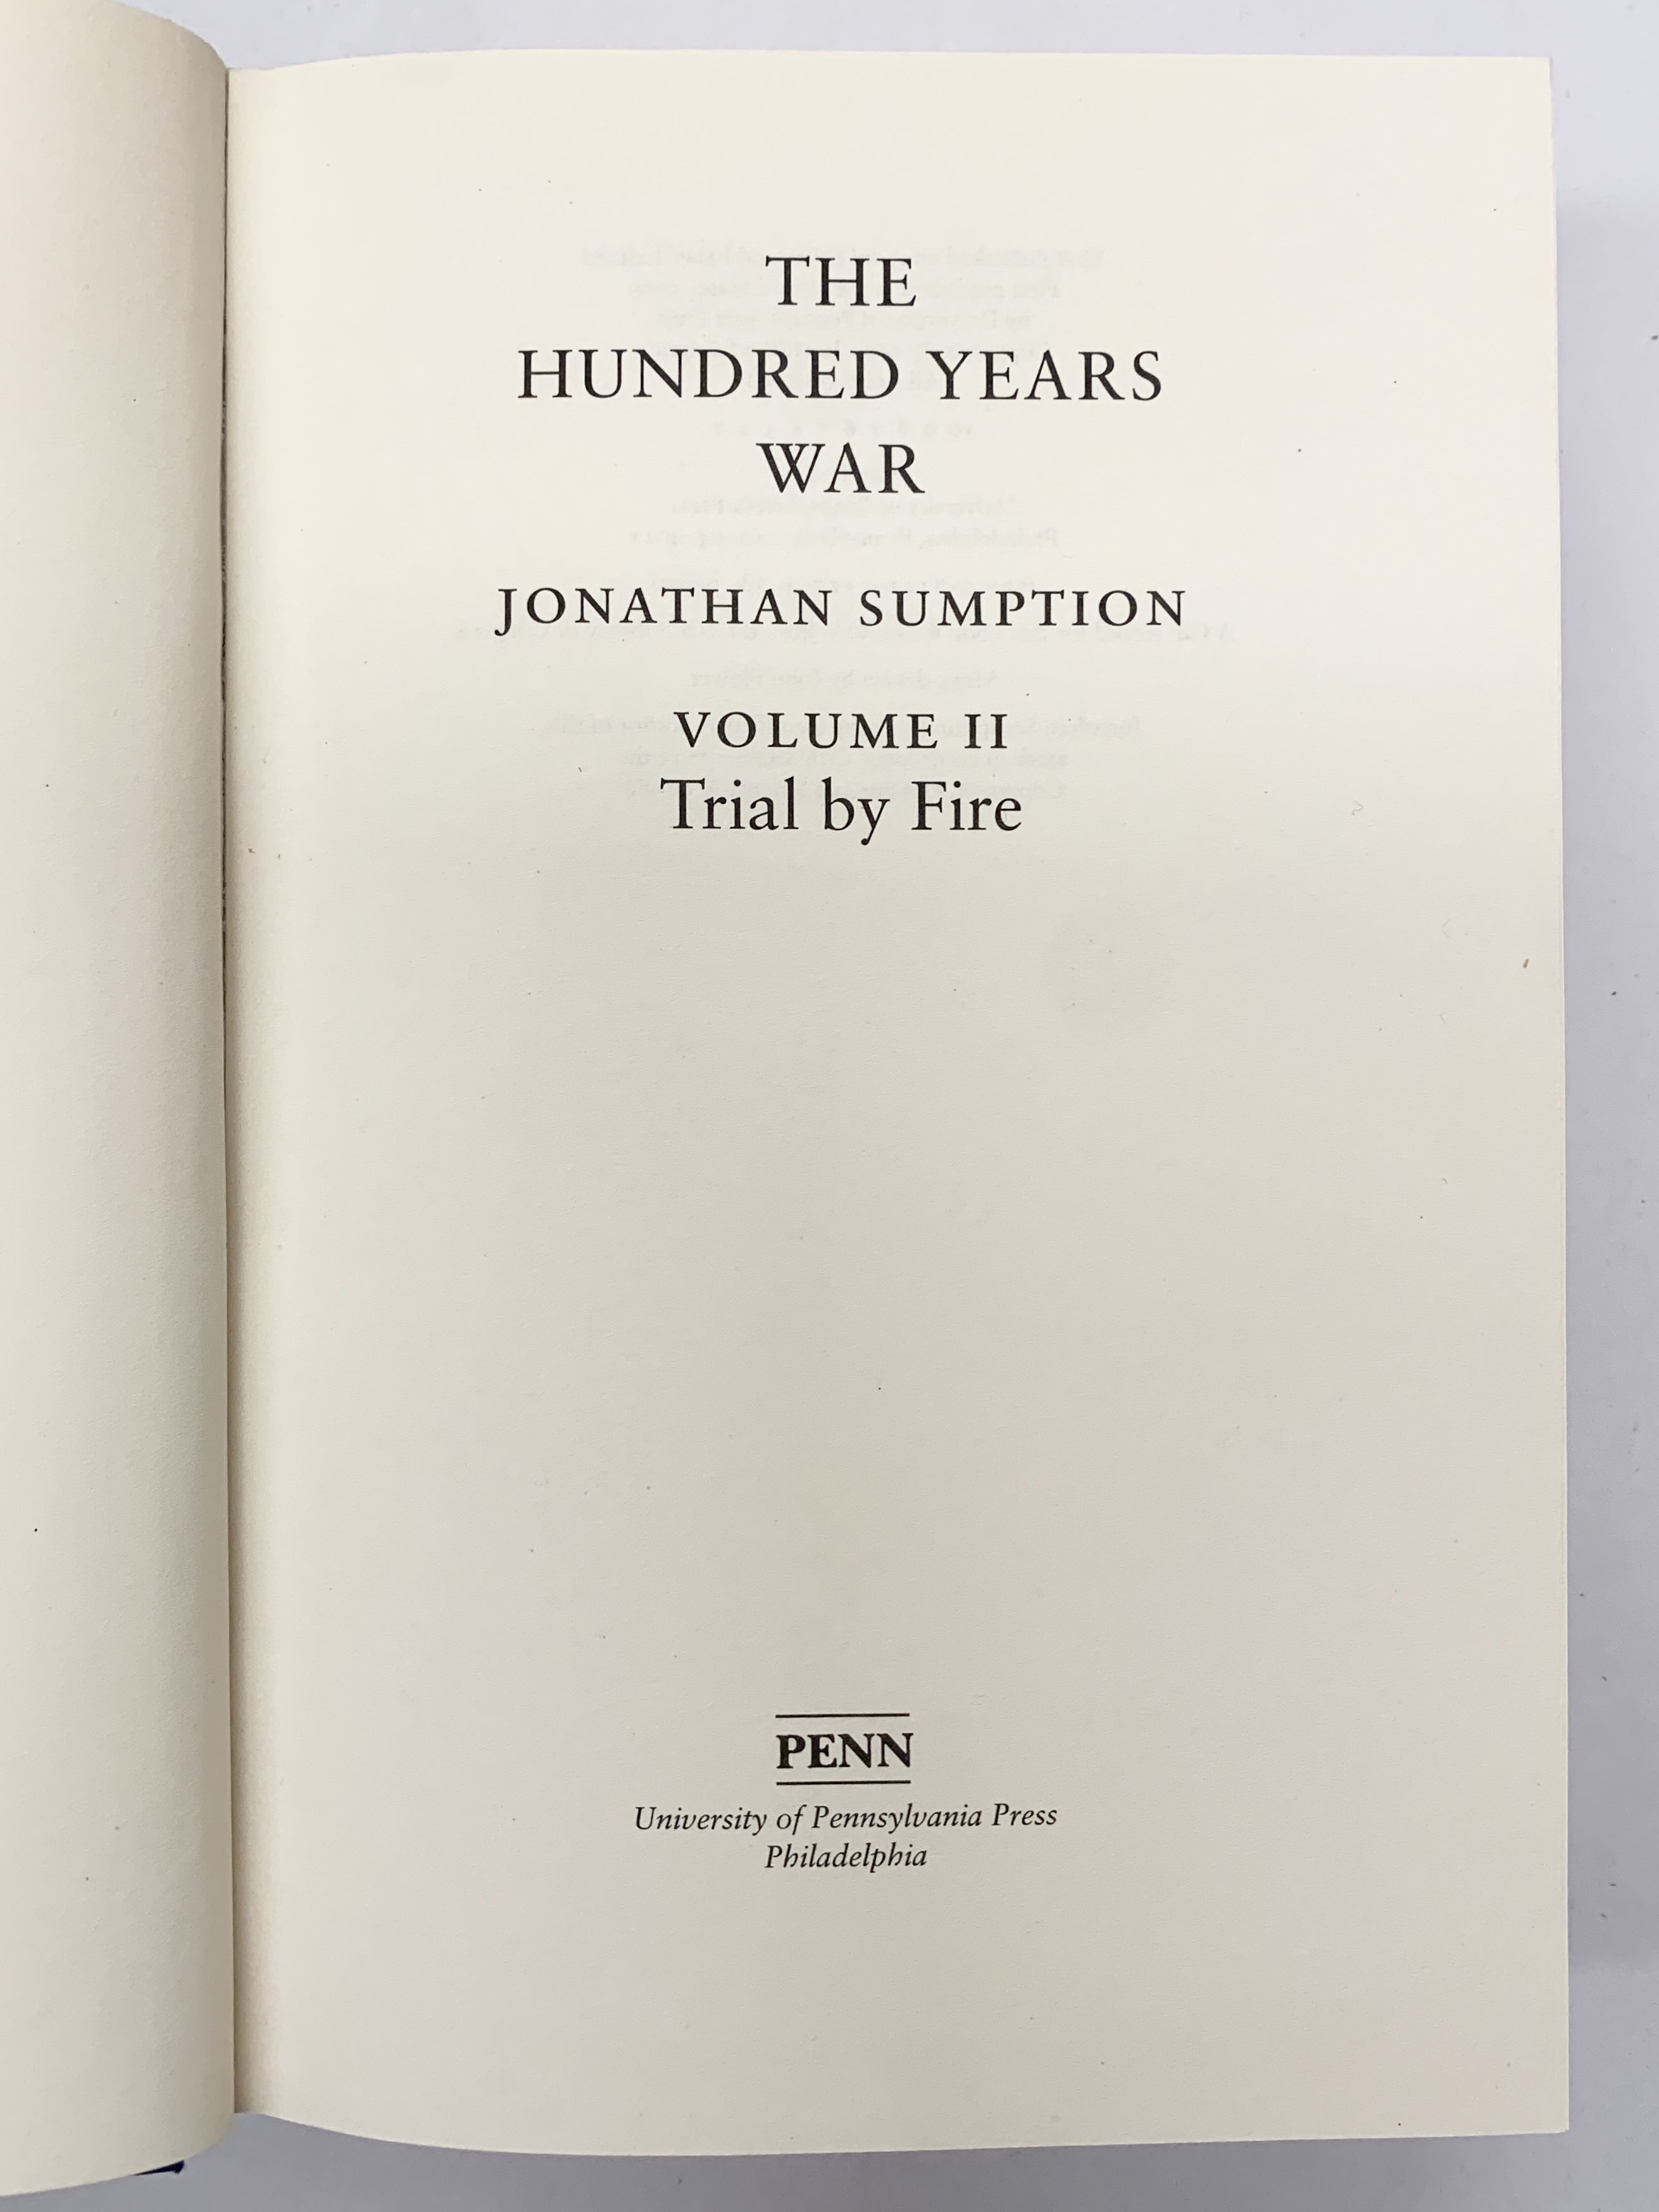 THE
HUNDRED YEARS
WAR
JONATHAN SUMPTION
VOLUME II
Trial by Fire
PENN
University of Pennsylvania Press
Philadelphia